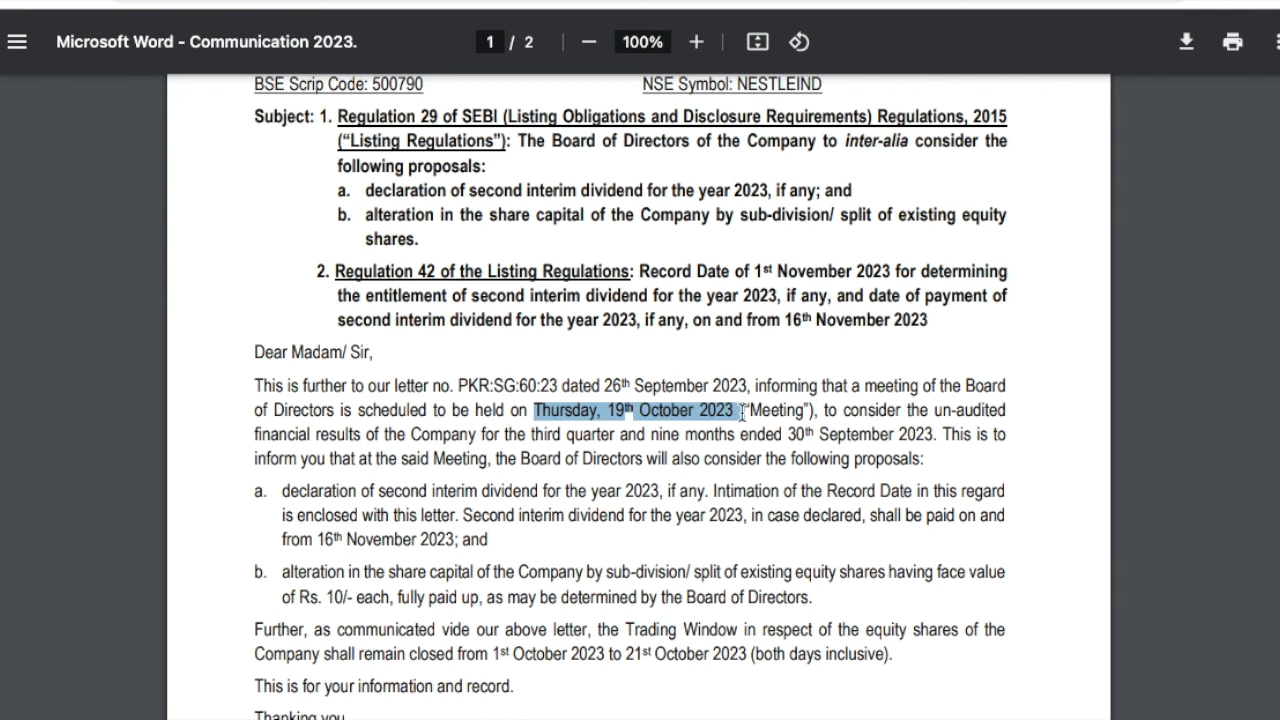 Microsoft Word - Communication 2023.
1 / 2
100%
BSE Scrip Code: 500790 NSE Symbol: NESTLEIND
Subject: 1. Regulation 29 of SEBI (Listing Obligations and Disclosure Requirements) Regulations, 2015
(“Listing Regulations”): The Board of Directors of the Company to inter-alia consider the
following proposals:
a. declaration of second interim dividend for the year 2023, if any; and
b. alteration in the share capital of the Company by sub-division/ split of existing equity
shares.
2. Regulation 42 of the Listing Regulations: Record Date of 1st November 2023 for determining
the entitlement of second interim dividend for the year 2023, if any, and date of payment of
second interim dividend for the year 2023, if any, on and from 16th November 2023
Dear Madam/ Sir,
This is further to our letter no. PKR:SG:60:23 dated 26th September 2023, informing that a meeting of the Board
of Directors is scheduled to be held on Thursday, 19th October 2023 (“Meeting”), to consider the un-audited
financial results of the Company for the third quarter and nine months ended 30th September 2023. This is to
inform you that at the said Meeting, the Board of Directors will also consider the following proposals:
a. declaration of second interim dividend for the year 2023, if any. Intimation of the Record Date in this regard
is enclosed with this letter. Second interim dividend for the year 2023, in case declared, shall be paid on and
from 16th November 2023; and
b. alteration in the share capital of the Company by sub-division/ split of existing equity shares having face value
of Rs. 10/- each, fully paid up, as may be determined by the Board of Directors.
Further, as communicated vide our above letter, the Trading Window in respect of the equity shares of the
Company shall remain closed from 1st October 2023 to 21st October 2023 (both days inclusive).
This is for your information and record.
Thanking you